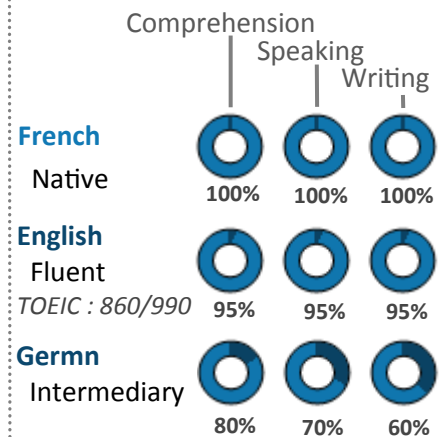 Comprehension
Speaking
Writing
French
Native
100% 100% 100%
English
Fluent
TOEIC : 860/990 95% 95% 95%
Germn
Intermediary
80% 70% 60%